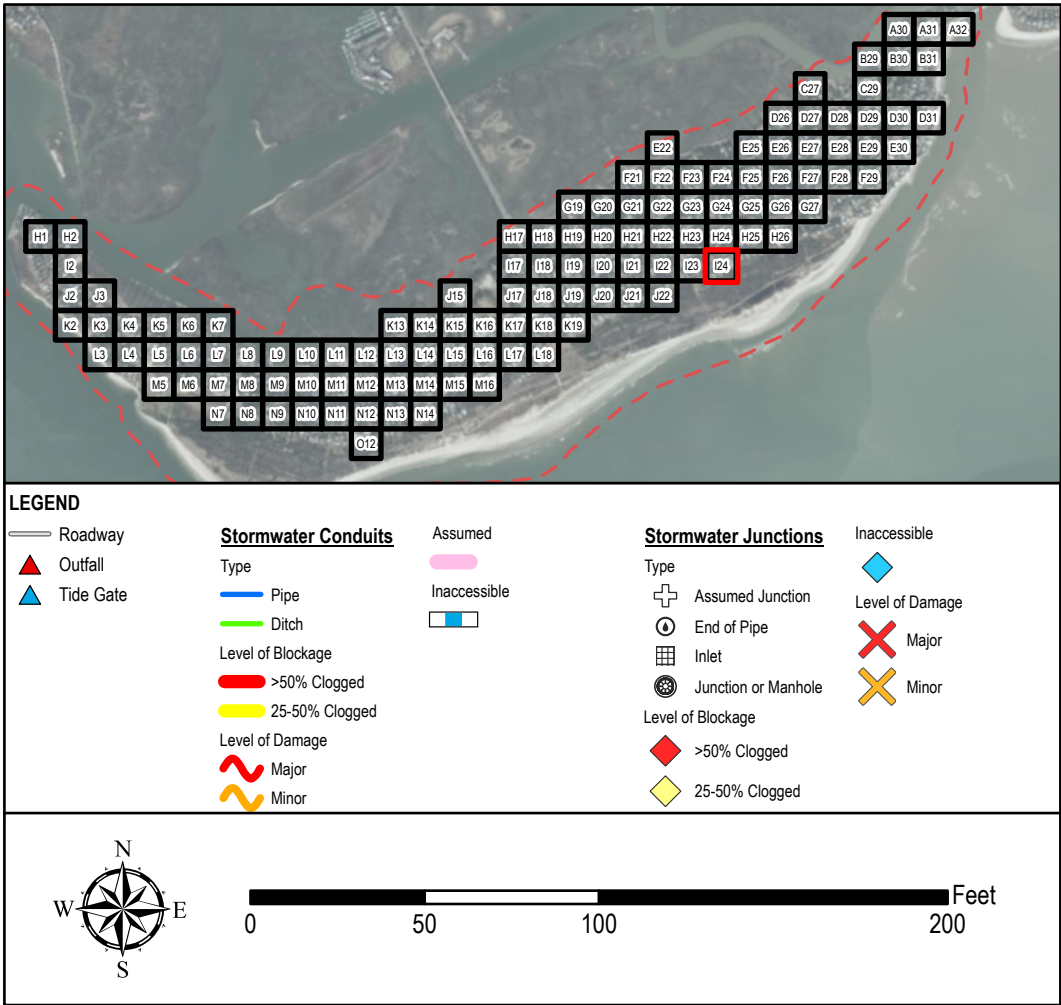 A30 A31 A32
B29 B30 B31
C27 C29
D26 D27 D28 D29 D30 D31
E22 E25 E26 E27 E28 E29 E30
F21 F22 F23 F24 F25 F26 F27 F28 F29
G19 G20 G21 G22 G23 G24 G25 G26 G27
H1 H2 H17 H18 H19 H20 H21 H22 H23 H24 H25 H26
I2 I17 I18 I19 I20 I21 I22 I23 I24
J2 J3 J15 J17 J18 J19 J20 J21 J22
K2 K3 K4 K5 K6 K7 K13 K14 K15 K16 K17 K18 K19
L3 L4 L5 L6 L7 L8 L9 L10 L11 L12 L13 L14 L15 L16 L17 L18
M5 M6 M7 M8 M9 M10 M11 M12 M13 M14 M15 M16
N7 N8 N9 N10 N11 N12 N13 N14
O12
LEGEND
Roadway
Outfall
Tide Gate
Stormwater Conduits
Type
Pipe
Ditch
Level of Blockage
>50% Clogged
25-50% Clogged
Level of Damage
Major
Minor
Assumed
Inaccessible
Stormwater Junctions
Type
Assumed Junction
End of Pipe
Inlet
Junction or Manhole
Level of Blockage
>50% Clogged
25-50% Clogged
Inaccessible
Level of Damage
Major
Minor
N
W E
S
Feet
0 50 100 200